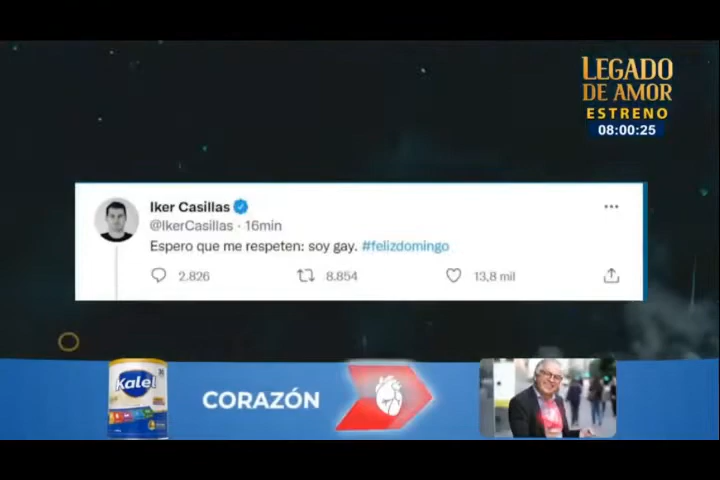 LEGADO
DE AMOR
ESTRENO
08:00:25
Iker Casillas
@IkerCasillas · 16min
Espero que me respeten: soy gay. #felizdomingo
2.826 8.854 13,8 mil
Kalel
CORAZÓN